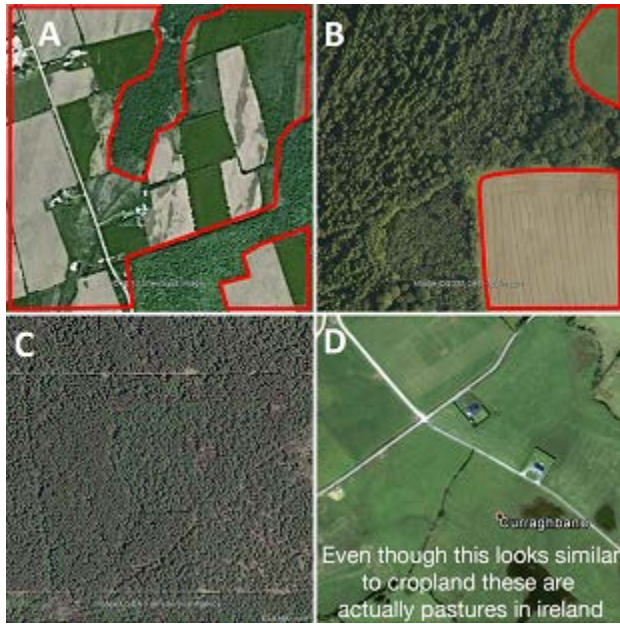 A
B
C
D
Curraghbane
Even though this looks similar
to cropland these are
actually pastures in ireland